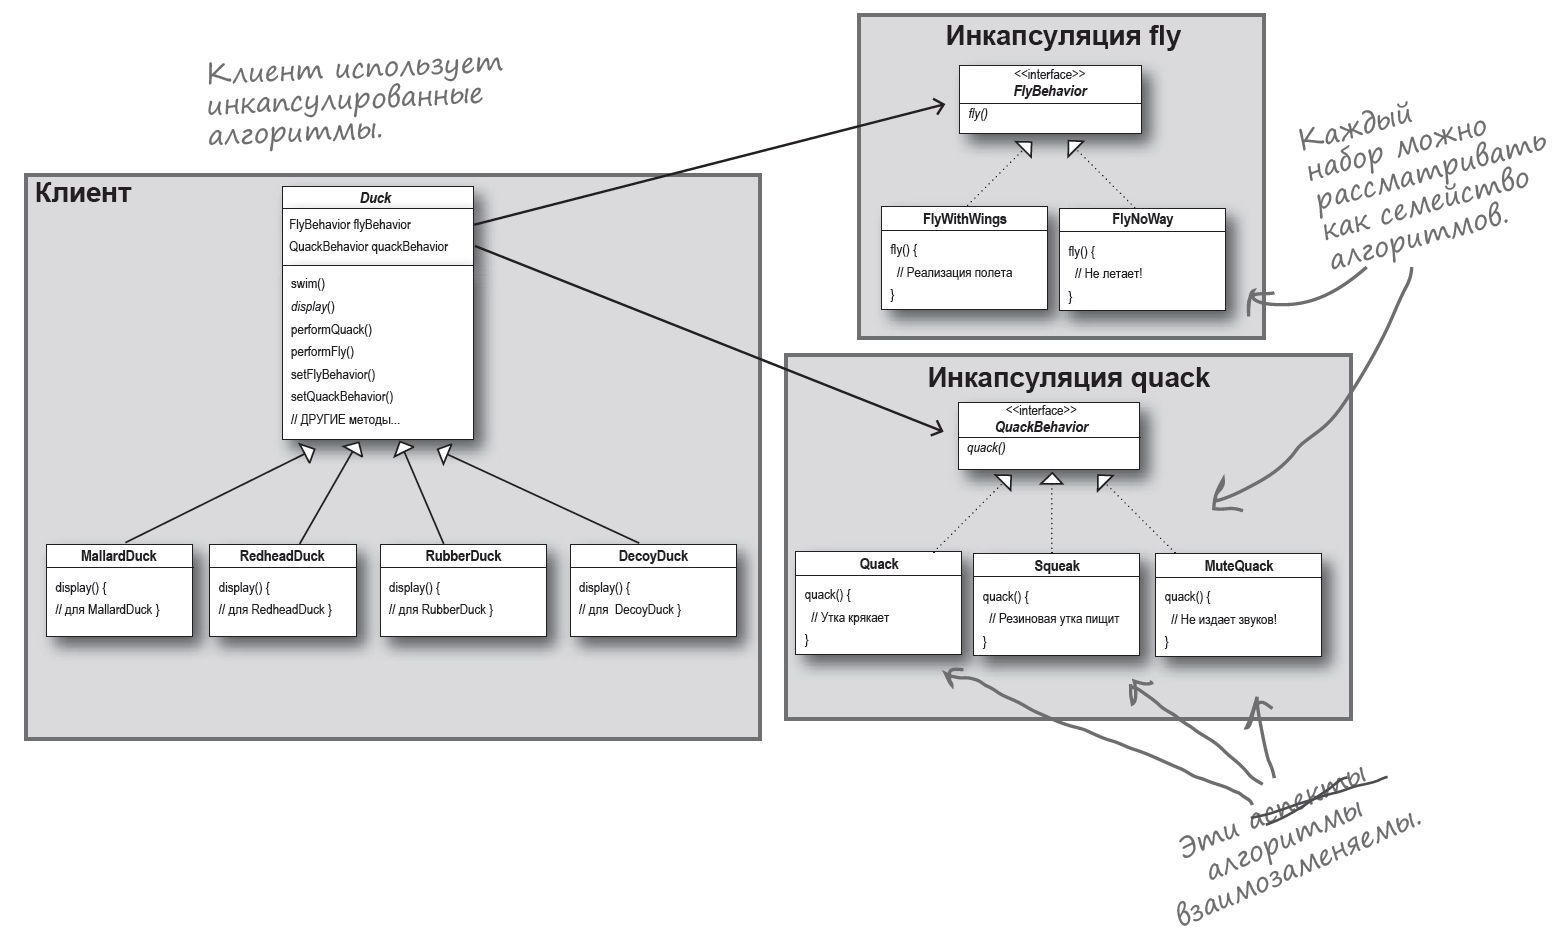 Клиент использует
инкапсулированные
алгоритмы.
Клиент
Duck
FlyBehavior flyBehavior
QuackBehavior quackBehavior
swim()
display()
performQuack()
performFly()
setFlyBehavior()
setQuackBehavior()
// ДРУГИЕ методы...
MallardDuck
display() {
// для MallardDuck }
RedheadDuck
display() {
// для RedheadDuck }
RubberDuck
display() {
// для RubberDuck }
DecoyDuck
display() {
// для DecoyDuck }
Инкапсуляция fly
<<interface>>
FlyBehavior
fly()
FlyWithWings
fly() {
// Реализация полета
}
FlyNoWay
fly() {
// Не летает!
}
Каждый
набор можно
рассматривать
как семейство
алгоритмов.
Инкапсуляция quack
<<interface>>
QuackBehavior
quack()
Quack
quack() {
// Утка крякает
}
Squeak
quack() {
// Резиновая утка пищит
}
MuteQuack
quack() {
// Не издает звуков!
}
Эти аспекты
алгоритмы
взаимозаменяемы.